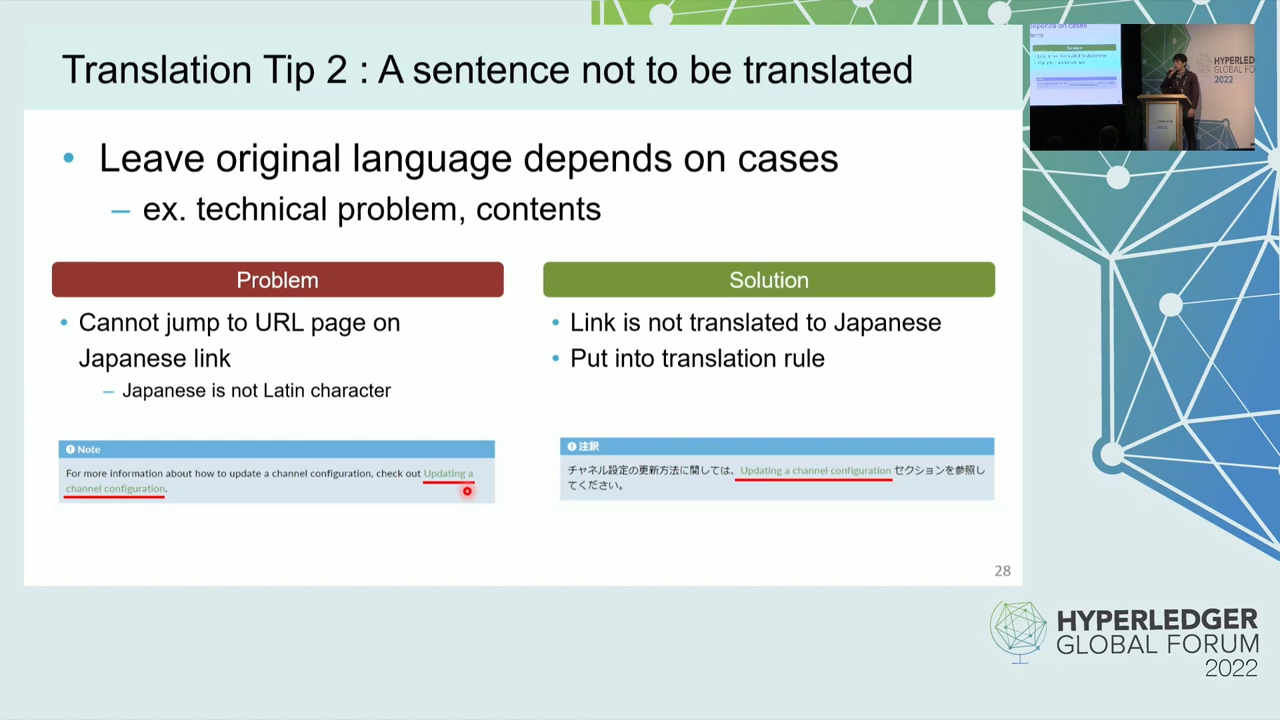 Translation Tip 2 : A sentence not to be translated
• Leave original language depends on cases
– ex. technical problem, contents
Problem
• Cannot jump to URL page on
Japanese link
– Japanese is not Latin character
Note
For more information about how to update a channel configuration, check out Updating a
channel configuration.
Solution
• Link is not translated to Japanese
• Put into translation rule
注釈
チャネル設定の更新方法に関しては、 Updating a channel configuration セクションを参照し
てください。
28
HYPERLED
GLOBAL FO
2022
HYPERLEDGER
GLOBAL FORUM
2022